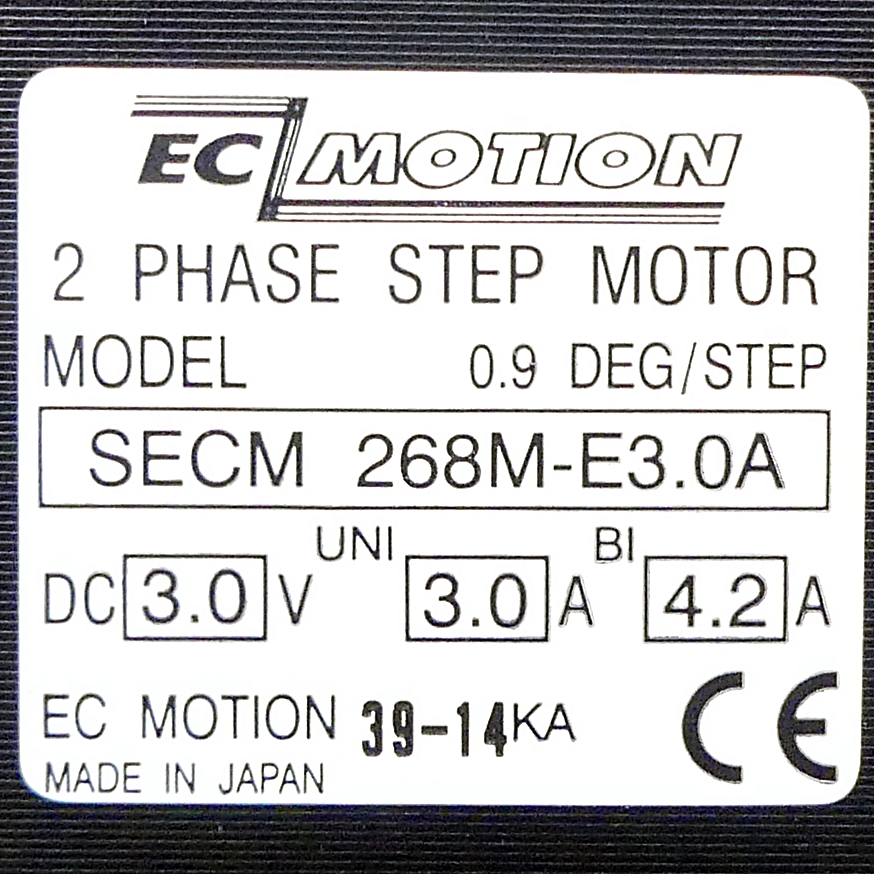 EC MOTION
2 PHASE STEP MOTOR
MODEL 0.9 DEG/STEP
SECM 268M-E3.0A
UNI BI
DC 3.0 V 3.0 A 4.2 A
EC MOTION 39-14KA
MADE IN JAPAN
CE